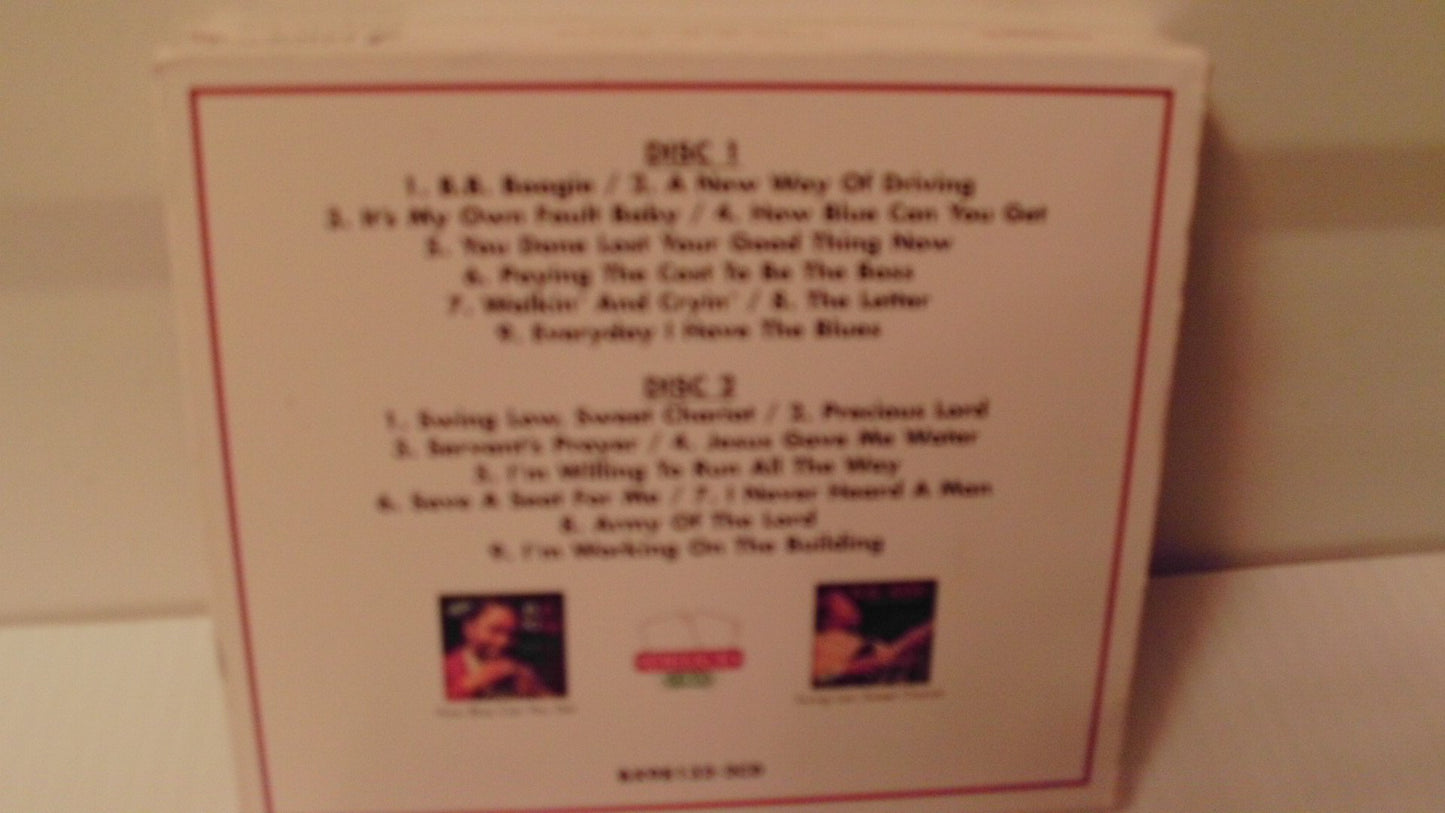 DISC 1
1. B.B. Boogie / 2. A New Way Of Driving
3. It's My Own Fault Baby / 4. How Blue Can You Get
5. You Done Lost Your Good Thing Now
6. Paying The Cost To Be The Boss
7. Walkin' And Cryin' / 8. The Letter
9. Everyday I Have The Blues
DISC 2
1. Swing Low, Sweet Chariot / 2. Precious Lord
3. Servant's Prayer / 4. Jesus Gave Me Water
5. I'm Willing To Run All The Way
6. Save A Seat For Me / 7. I Never Heard A Man
8. Army Of The Lord
9. I'm Working On The Building